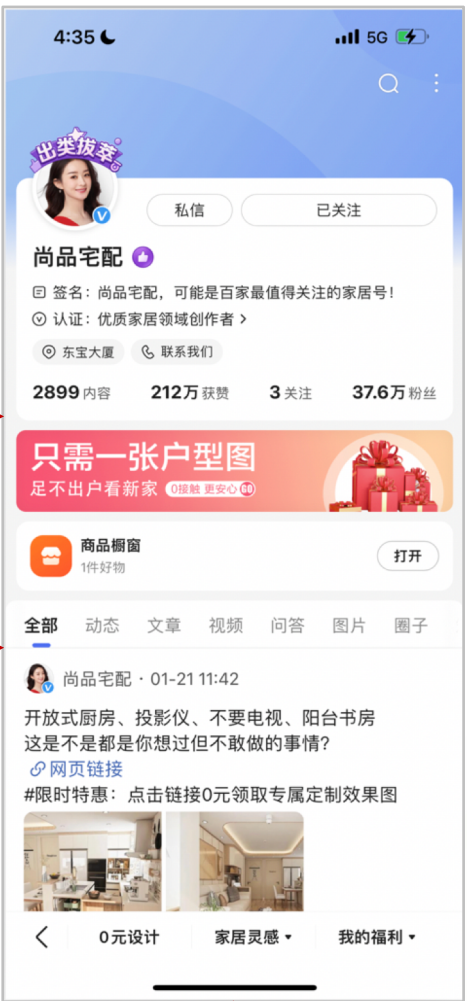 4:35
5G
出类拔萃
私信
已关注
尚品宅配
签名：尚品宅配，可能是百家最值得关注的家居号！
认证：优质家居领域创作者
东宝大厦
联系我们
2899 内容 212万 获赞 3 关注 37.6万 粉丝
只需一张户型图
足不出户看新家 0接触 更安心 GO
商品橱窗
1件好物
打开
全部 动态 文章 视频 问答 图片 圈子
尚品宅配 · 01-21 11:42
开放式厨房、投影仪、不要电视、阳台书房
这是不是都是你想过但不敢做的事情？
网页链接
#限时特惠：点击链接0元领取专属定制效果图
0元设计 家居灵感 我的福利